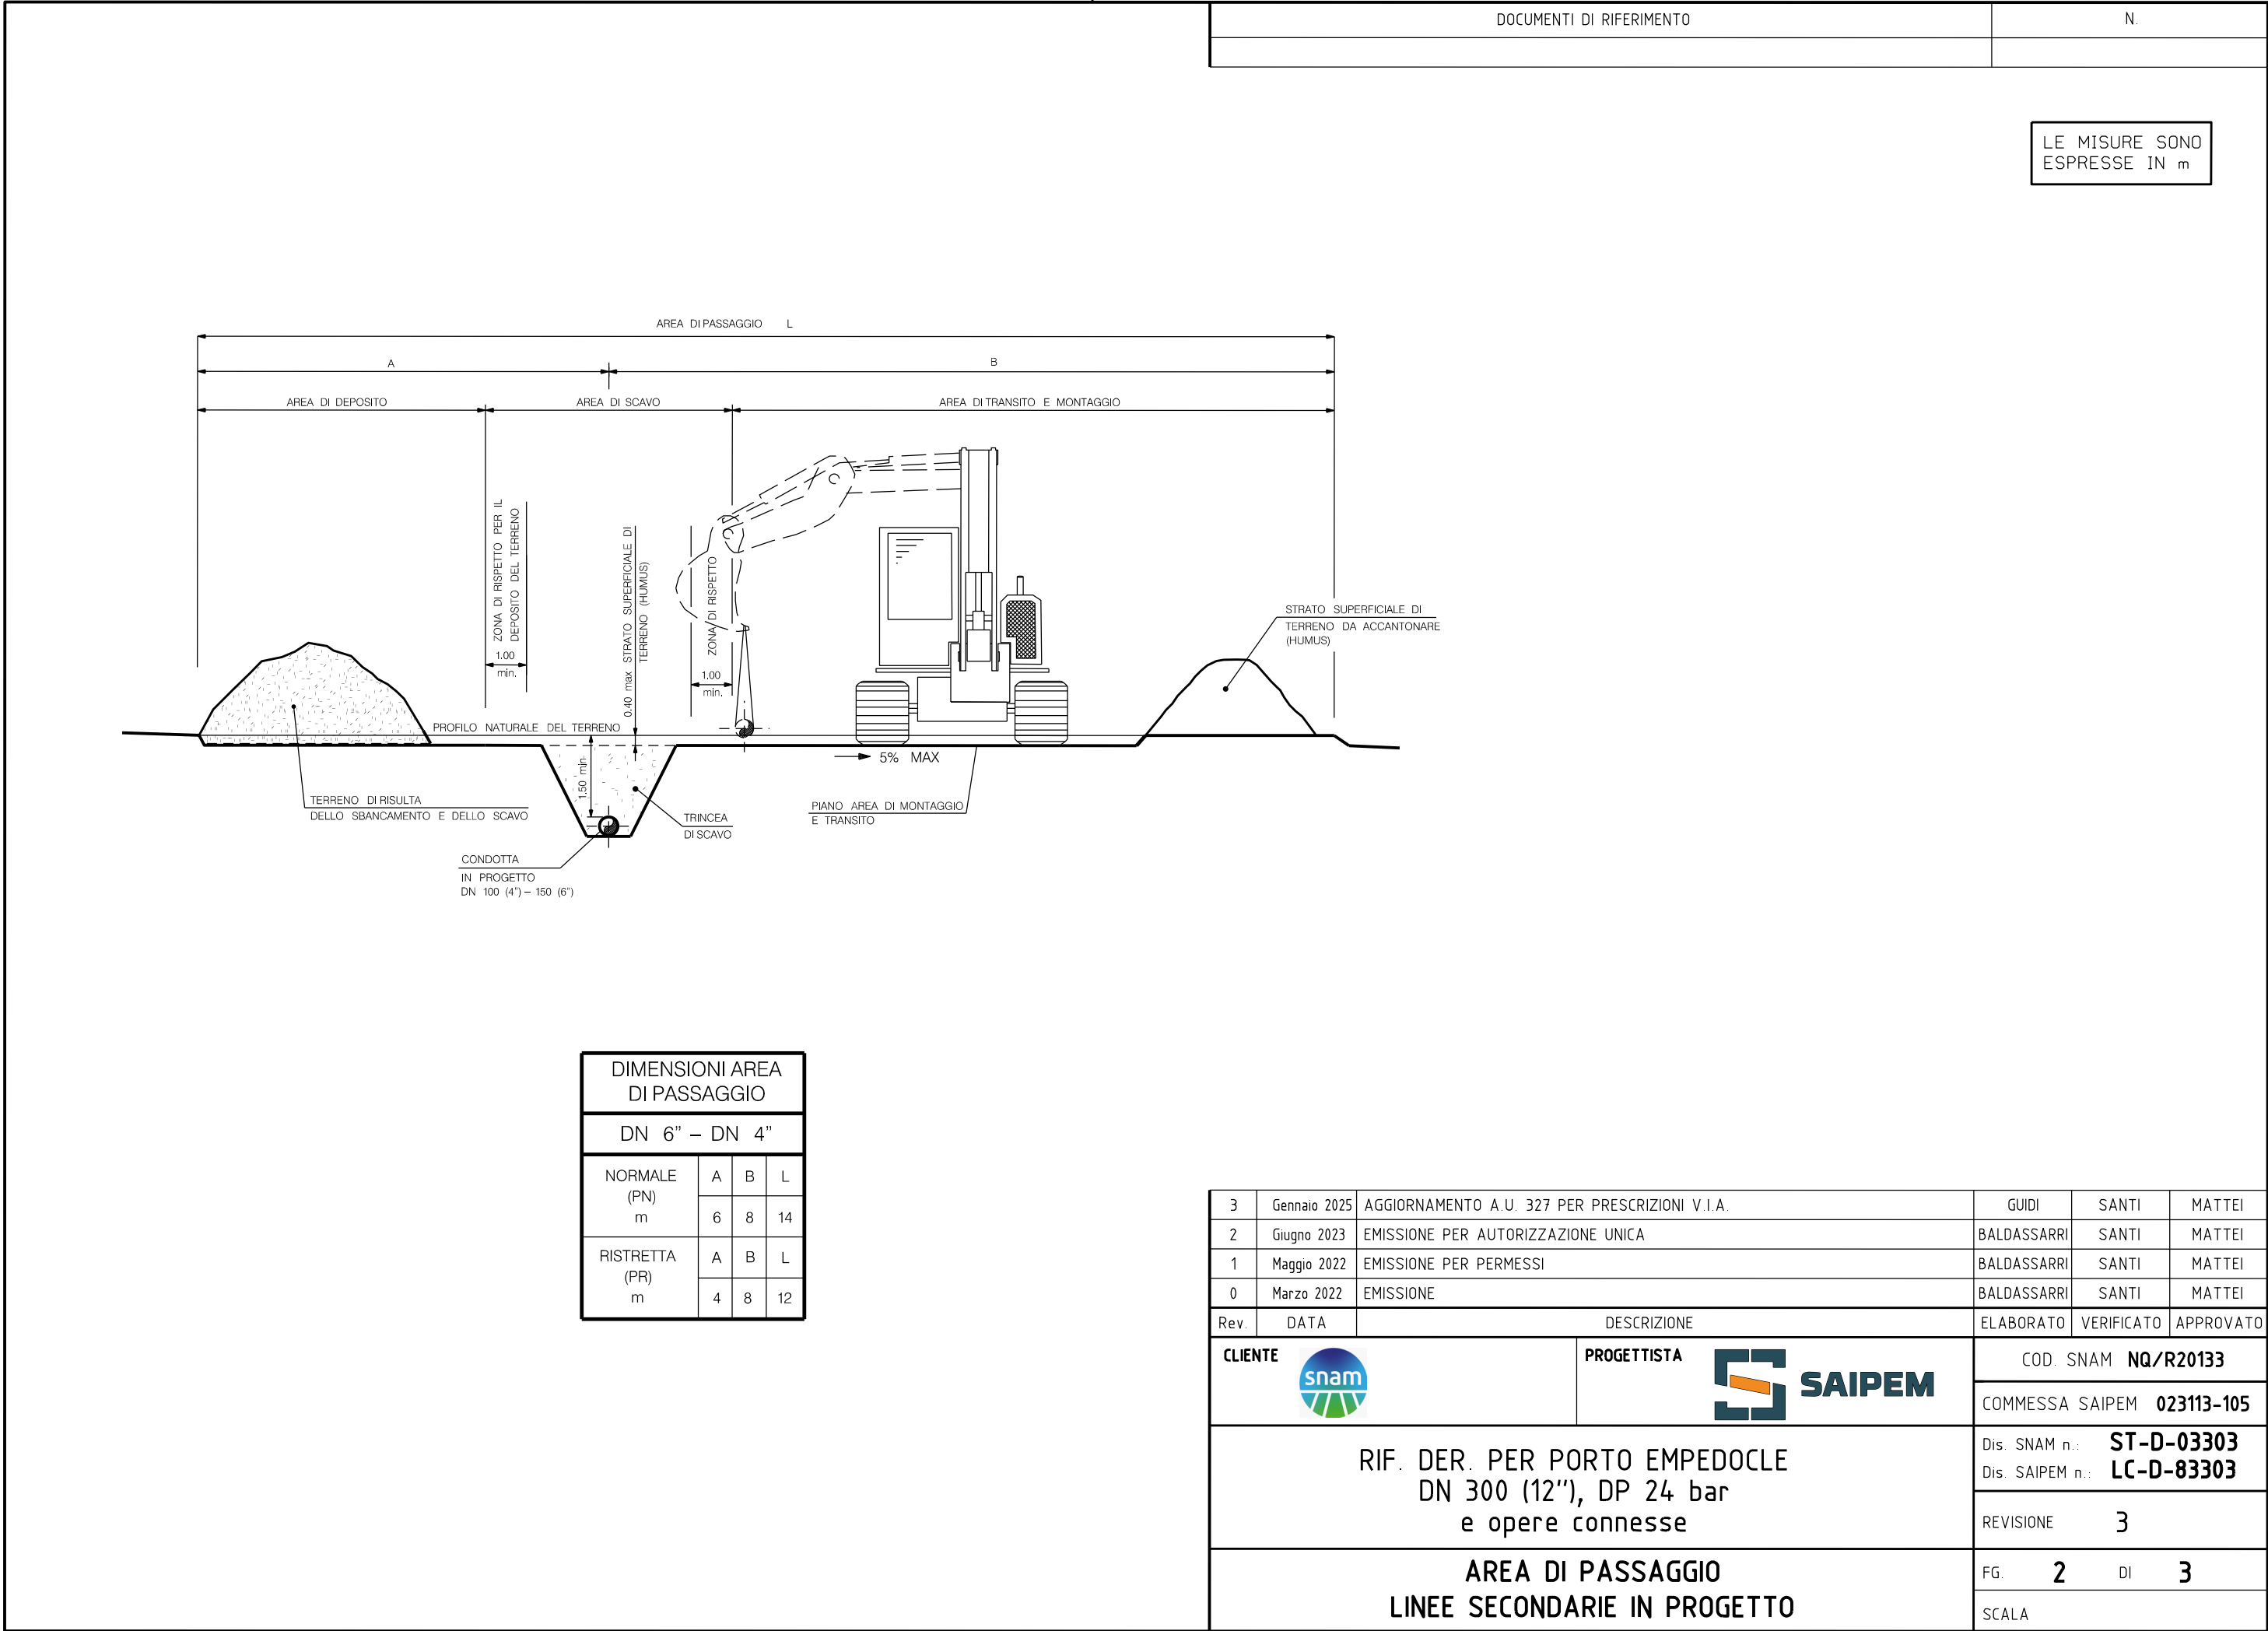 DOCUMENTI DI RIFERIMENTO N.
LE MISURE SONO
ESPRESSE IN m
AREA DI PASSAGGIO L
A B
AREA DI DEPOSITO AREA DI SCAVO AREA DI TRANSITO E MONTAGGIO
ZONA DI RISPETTO PER IL
DEPOSITO DEL TERRENO
1.00
min.
0.40 max STRATO SUPERFICIALE DI
TERRENO (HUMUS)
ZONA DI RISPETTO
1.00
min.
STRATO SUPERFICIALE DI
TERRENO DA ACCANTONARE
(HUMUS)
PROFILO NATURALE DEL TERRENO
5% MAX
1.50 min.
TERRENO DI RISULTA
DELLO SBANCAMENTO E DELLO SCAVO
TRINCEA
DI SCAVO
PIANO AREA DI MONTAGGIO
E TRANSITO
CONDOTTA
IN PROGETTO
DN 100 (4") – 150 (6")
DIMENSIONI AREA
DI PASSAGGIO
DN 6" – DN 4"
NORMALE
(PN)
m
A B L
6 8 14
RISTRETTA
(PR)
m
A B L
4 8 12
3 Gennaio 2025 AGGIORNAMENTO A.U. 327 PER PRESCRIZIONI V.I.A. GUIDI SANTI MATTEI
2 Giugno 2023 EMISSIONE PER AUTORIZZAZIONE UNICA BALDASSARRI SANTI MATTEI
1 Maggio 2022 EMISSIONE PER PERMESSI BALDASSARRI SANTI MATTEI
0 Marzo 2022 EMISSIONE BALDASSARRI SANTI MATTEI
Rev. DATA DESCRIZIONE ELABORATO VERIFICATO APPROVATO
CLIENTE snam PROGETTISTA SAIPEM
COD. SNAM NQ/R20133
COMMESSA SAIPEM 023113-105
RIF. DER. PER PORTO EMPEDOCLE
DN 300 (12''), DP 24 bar
e opere connesse
Dis. SNAM n.: ST-D-03303
Dis. SAIPEM n.: LC-D-83303
REVISIONE 3
AREA DI PASSAGGIO
LINEE SECONDARIE IN PROGETTO
FG. 2 DI 3
SCALA